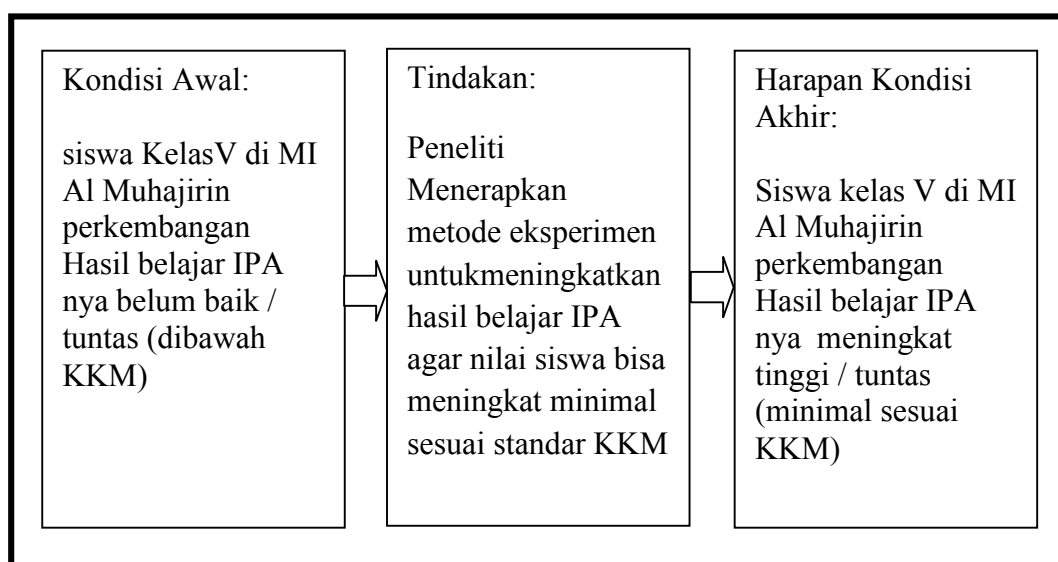 Kondisi Awal:
siswa KelasV di MI
Al Muhajirin
perkembangan
Hasil belajar IPA
nya belum baik /
tuntas (dibawah
KKM)
Tindakan:
Peneliti
Menerapkan
metode eksperimen
untukmeningkatkan
hasil belajar IPA
agar nilai siswa bisa
meningkat minimal
sesuai standar KKM
Harapan Kondisi
Akhir:
Siswa kelas V di MI
Al Muhajirin
perkembangan
Hasil belajar IPA
nya  meningkat
tinggi / tuntas
(minimal sesuai
KKM)